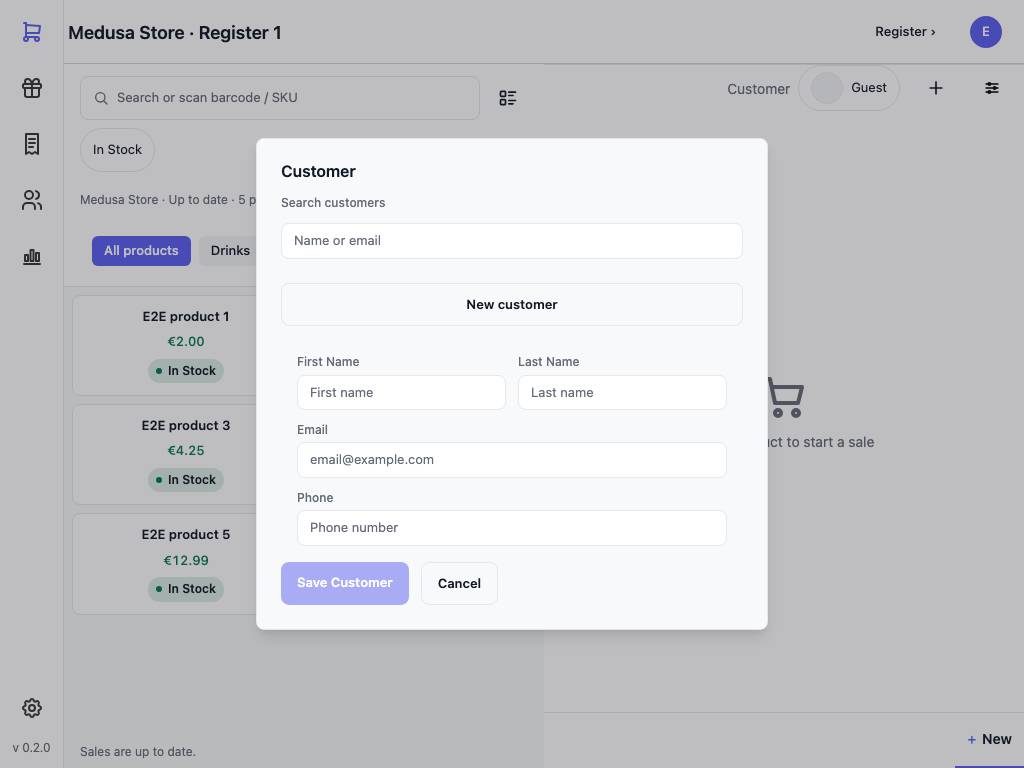 Medusa Store · Register 1
Register ›
E
Search or scan barcode / SKU
Customer
Guest
In Stock
Medusa Store · Up to date · 5 p
All products
Drinks
E2E product 1
€2.00
In Stock
E2E product 3
€4.25
In Stock
E2E product 5
€12.99
In Stock
Customer
Search customers
Name or email
New customer
First Name
Last Name
First name
Last name
Email
email@example.com
Phone
Phone number
Save Customer
Cancel
to start a sale
+ New
v 0.2.0
Sales are up to date.